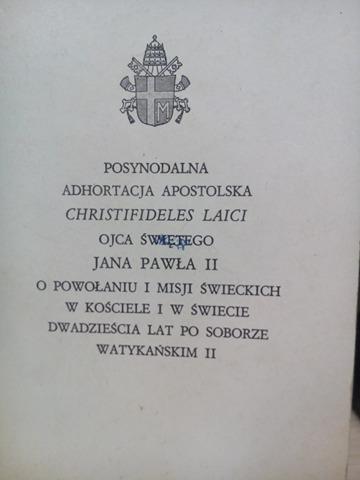 POSYNODALNA
ADHORTACJA APOSTOLSKA
CHRISTIFIDELES LAICI
OJCA ŚWIĘTEGO
JANA PAWŁA II
O POWOŁANIU I MISJI ŚWIECKICH
W KOŚCIELE I W ŚWIECIE
DWADZIEŚCIA LAT PO SOBORZE
WATYKAŃSKIM II